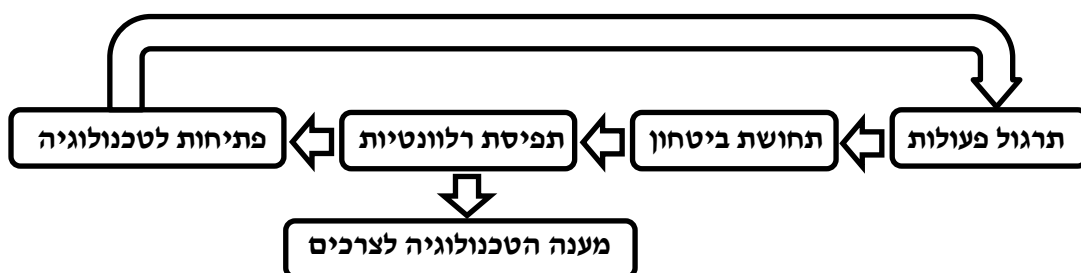 תרגול פעולות
תחושת ביטחון
תפיסת רלוונטיות
פתיחות לטכנולוגיה
מענה הטכנולוגיה לצרכים